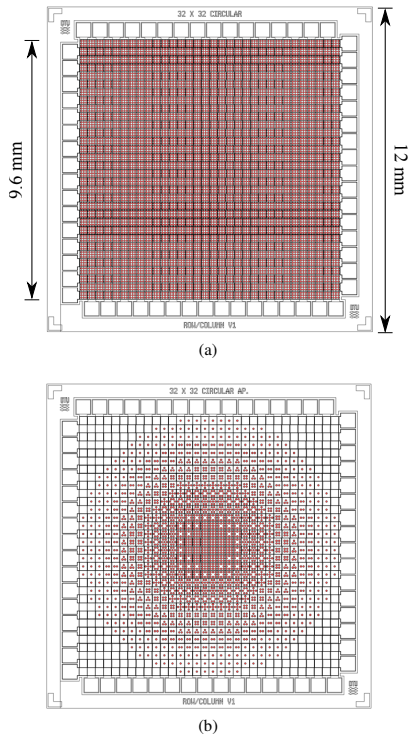 32 X 32 CIRCULAR
9.6 mm
12 mm
ROW/COLUMN V1
(a)
32 X 32 CIRCULAR AP.
ROW/COLUMN V1
(b)